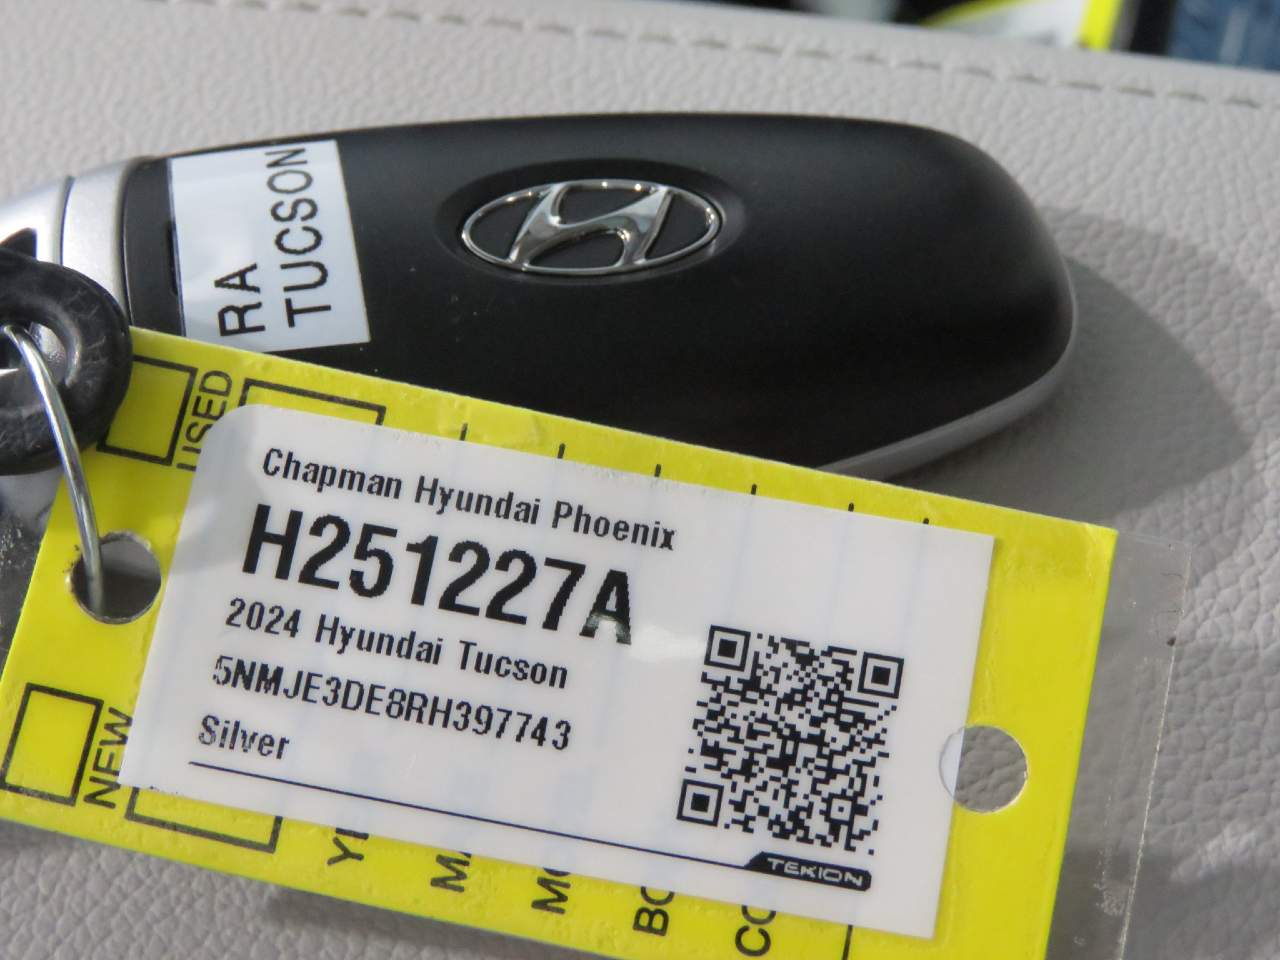 RA
TUCSON
USED
Chapman Hyundai Phoenix
H251227A
2024 Hyundai Tucson
5NMJE3DE8RH397743
Silver
TEKION
NEW